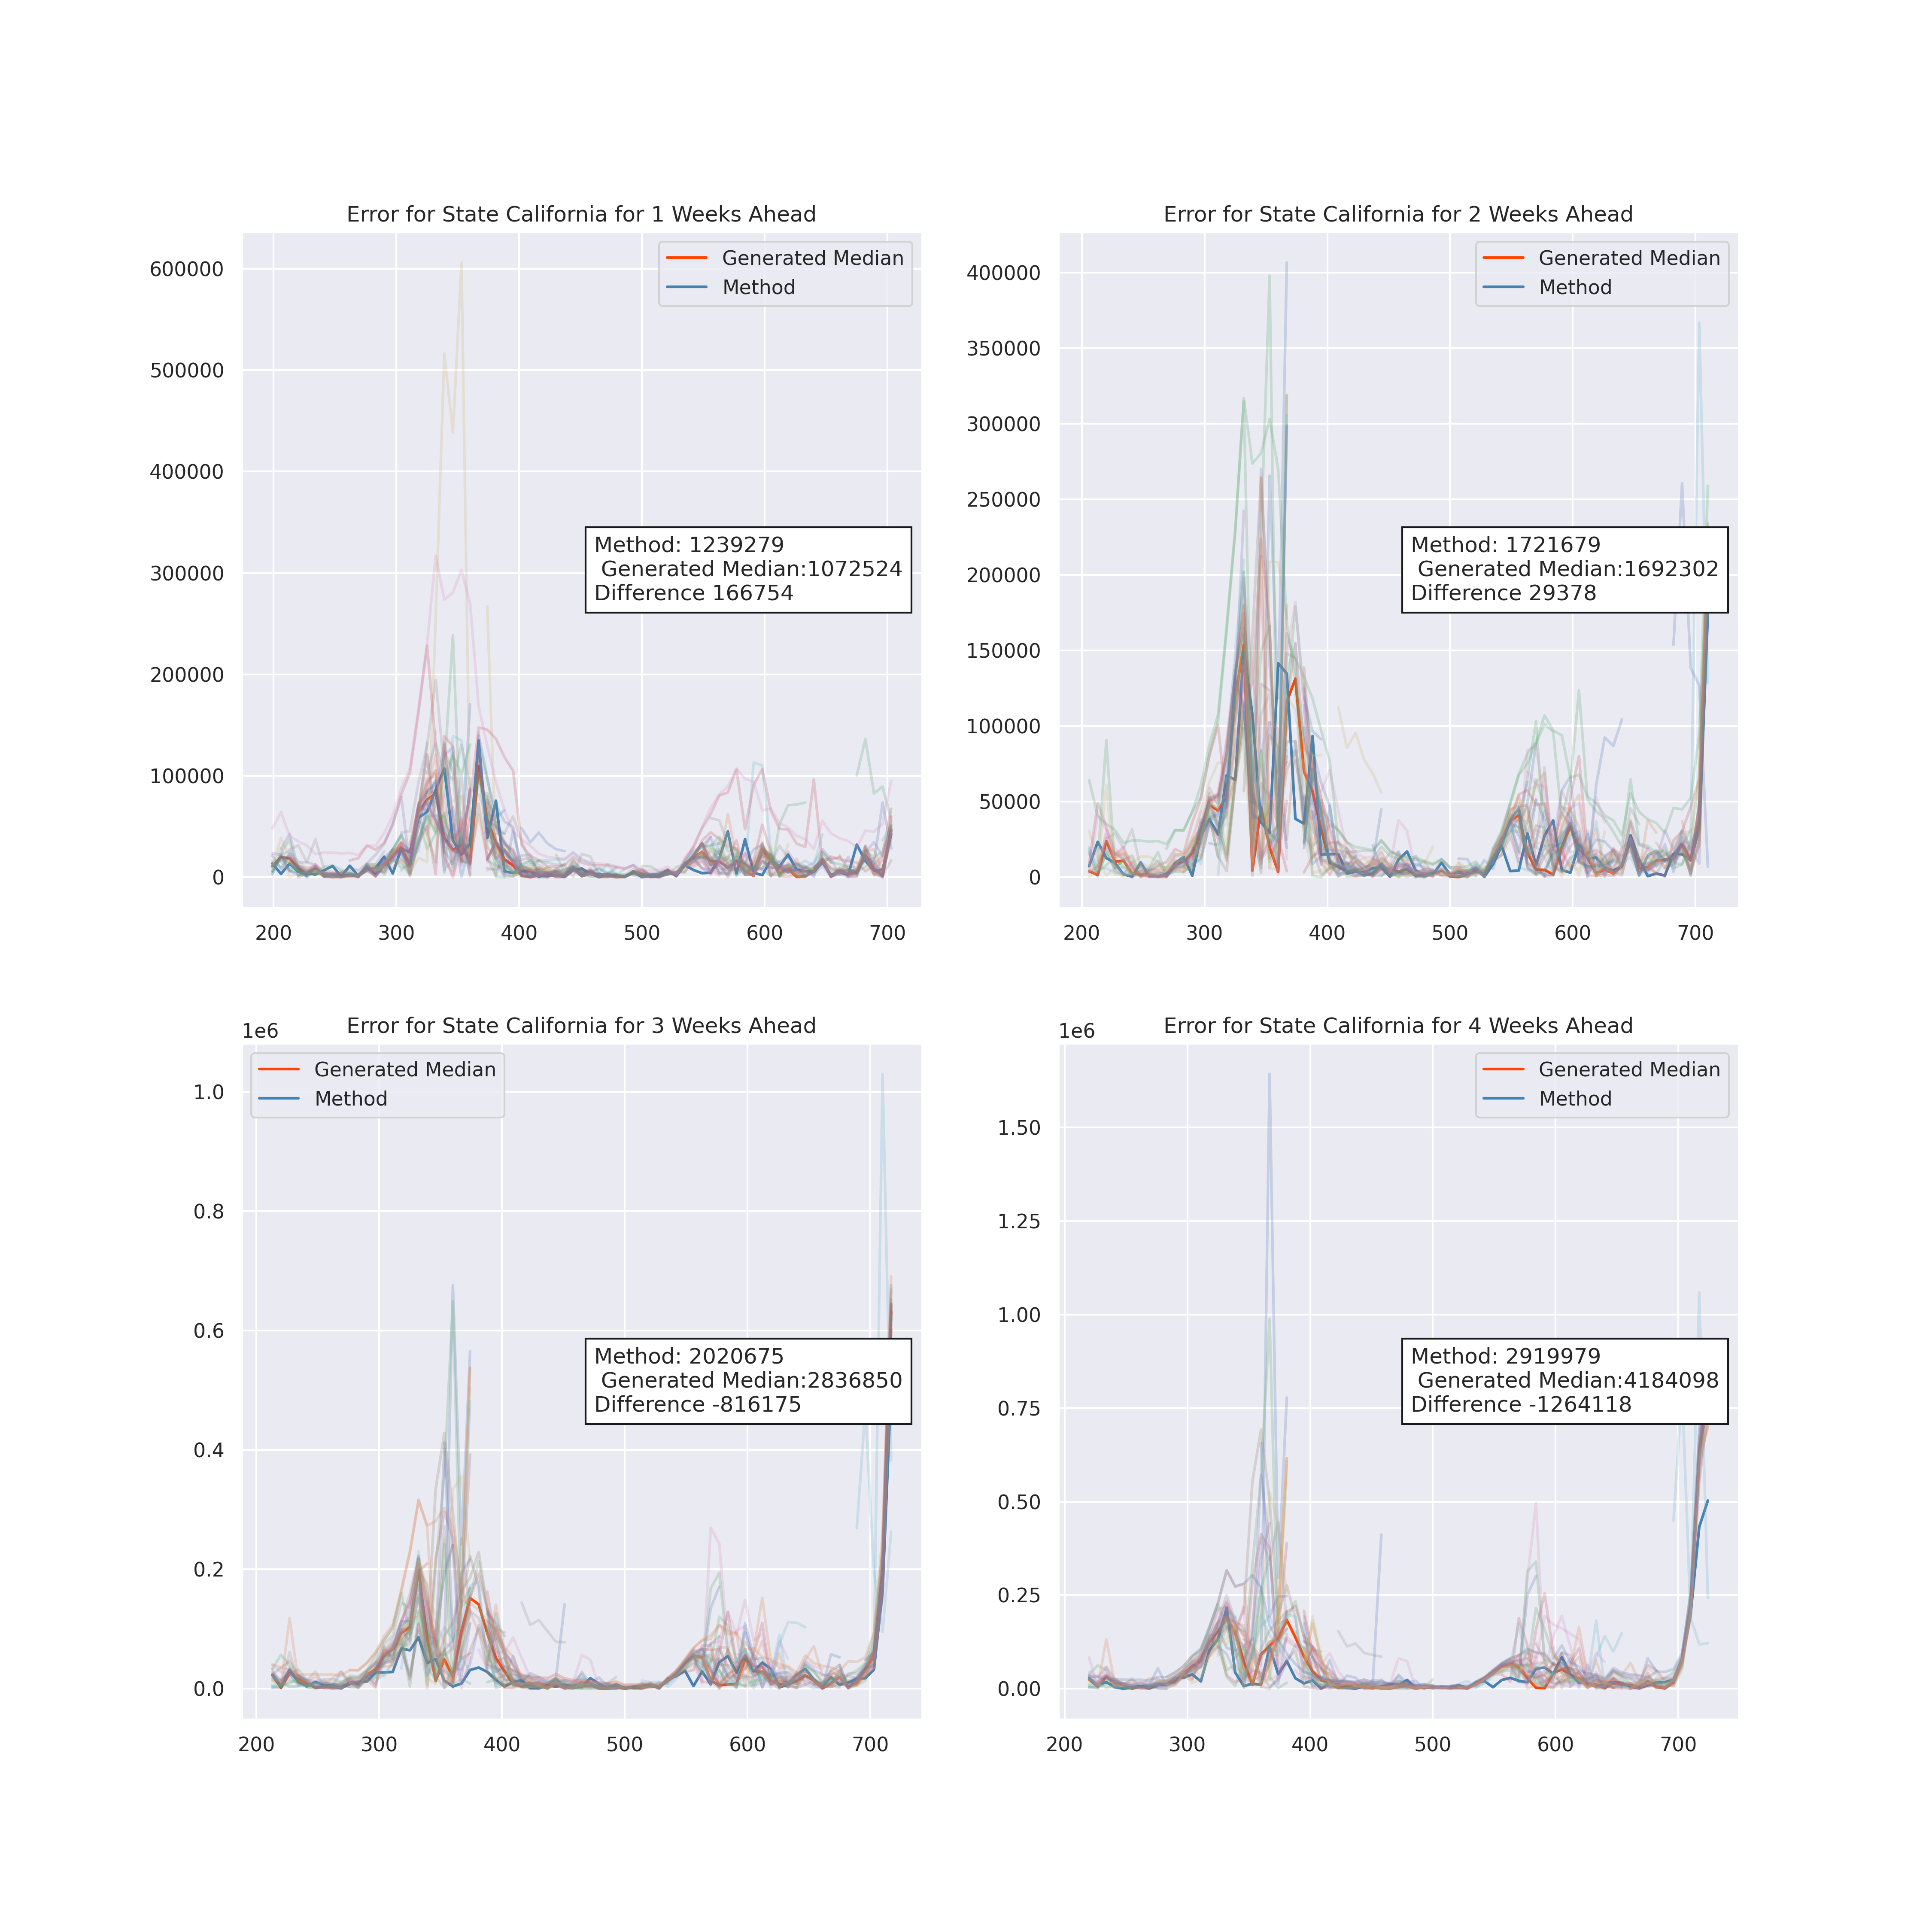 Error for State California for 1 Weeks Ahead
Generated Median
Method
600000
500000
400000
300000
200000
100000
0
Method: 1239279
Generated Median:1072524
Difference 166754
200 300 400 500 600 700
Error for State California for 2 Weeks Ahead
Generated Median
Method
400000
350000
300000
250000
200000
150000
100000
50000
0
Method: 1721679
Generated Median:1692302
Difference 29378
200 300 400 500 600 700
1e6
Error for State California for 3 Weeks Ahead
Generated Median
Method
1.0
0.8
0.6
0.4
0.2
0.0
Method: 2020675
Generated Median:2836850
Difference -816175
200 300 400 500 600 700
1e6
Error for State California for 4 Weeks Ahead
Generated Median
Method
1.50
1.25
1.00
0.75
0.50
0.25
0.00
Method: 2919979
Generated Median:4184098
Difference -1264118
200 300 400 500 600 700